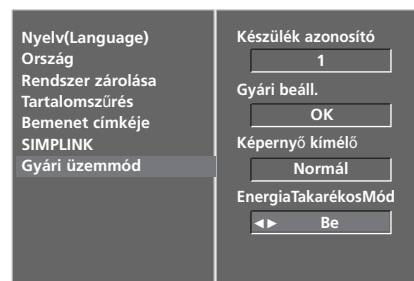 Nyelv(Language)
Ország
Rendszer zárolása
Tartalomszűrés
Bemenet címkéje
SIMPLINK
Gyári üzemmód
Készülék azonosító
1
Gyári beáll.
OK
Képernyő kímélő
Normál
EnergiaTakarékosMód
◄► Be